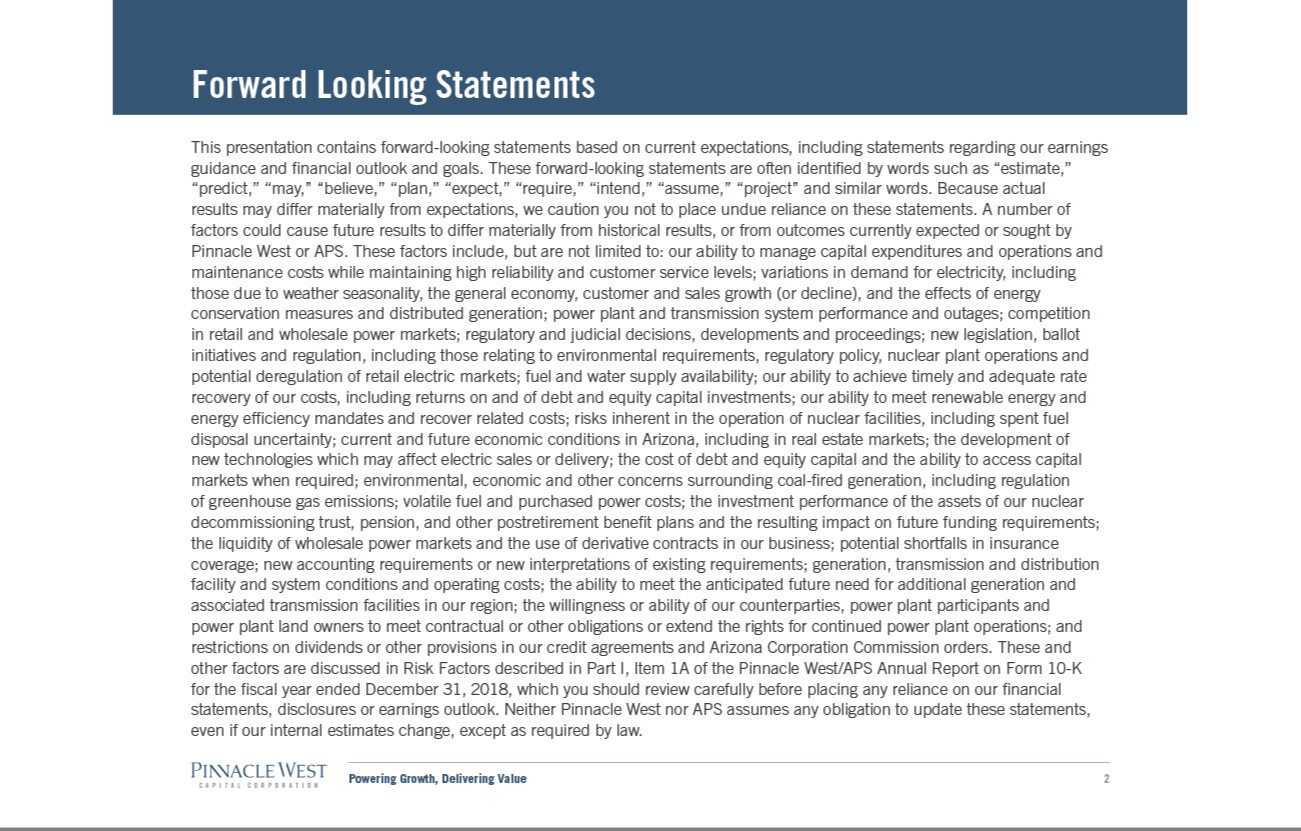 Forward Looking Statements
This presentation contains forward-looking statements based on current expectations, including statements regarding our earnings
guidance and financial outlook and goals. These forward-looking statements are often identified by words such as “estimate,”
“predict,” “may,” “believe,” “plan,” “expect,” “require,” “intend,” “assume,” “project” and similar words. Because actual
results may differ materially from expectations, we caution you not to place undue reliance on these statements. A number of
factors could cause future results to differ materially from historical results, or from outcomes currently expected or sought by
Pinnacle West or APS. These factors include, but are not limited to: our ability to manage capital expenditures and operations and
maintenance costs while maintaining high reliability and customer service levels; variations in demand for electricity, including
those due to weather seasonality, the general economy, customer and sales growth (or decline), and the effects of energy
conservation measures and distributed generation; power plant and transmission system performance and outages; competition
in retail and wholesale power markets; regulatory and judicial decisions, developments and proceedings; new legislation, ballot
initiatives and regulation, including those relating to environmental requirements, regulatory policy, nuclear plant operations and
potential deregulation of retail electric markets; fuel and water supply availability; our ability to achieve timely and adequate rate
recovery of our costs, including returns on and of debt and equity capital investments; our ability to meet renewable energy and
energy efficiency mandates and recover related costs; risks inherent in the operation of nuclear facilities, including spent fuel
disposal uncertainty; current and future economic conditions in Arizona, including in real estate markets; the development of
new technologies which may affect electric sales or delivery; the cost of debt and equity capital and the ability to access capital
markets when required; environmental, economic and other concerns surrounding coal-fired generation, including regulation
of greenhouse gas emissions; volatile fuel and purchased power costs; the investment performance of the assets of our nuclear
decommissioning trust, pension, and other postretirement benefit plans and the resulting impact on future funding requirements;
the liquidity of wholesale power markets and the use of derivative contracts in our business; potential shortfalls in insurance
coverage; new accounting requirements or new interpretations of existing requirements; generation, transmission and distribution
facility and system conditions and operating costs; the ability to meet the anticipated future need for additional generation and
associated transmission facilities in our region; the willingness or ability of our counterparties, power plant participants and
power plant land owners to meet contractual or other obligations or extend the rights for continued power plant operations; and
restrictions on dividends or other provisions in our credit agreements and Arizona Corporation Commission orders. These and
other factors are discussed in Risk Factors described in Part I, Item 1A of the Pinnacle West/APS Annual Report on Form 10-K
for the fiscal year ended December 31, 2018, which you should review carefully before placing any reliance on our financial
statements, disclosures or earnings outlook. Neither Pinnacle West nor APS assumes any obligation to update these statements,
even if our internal estimates change, except as required by law.
PINNACLE WEST
CAPITAL CORPORATION
Powering Growth, Delivering Value
2